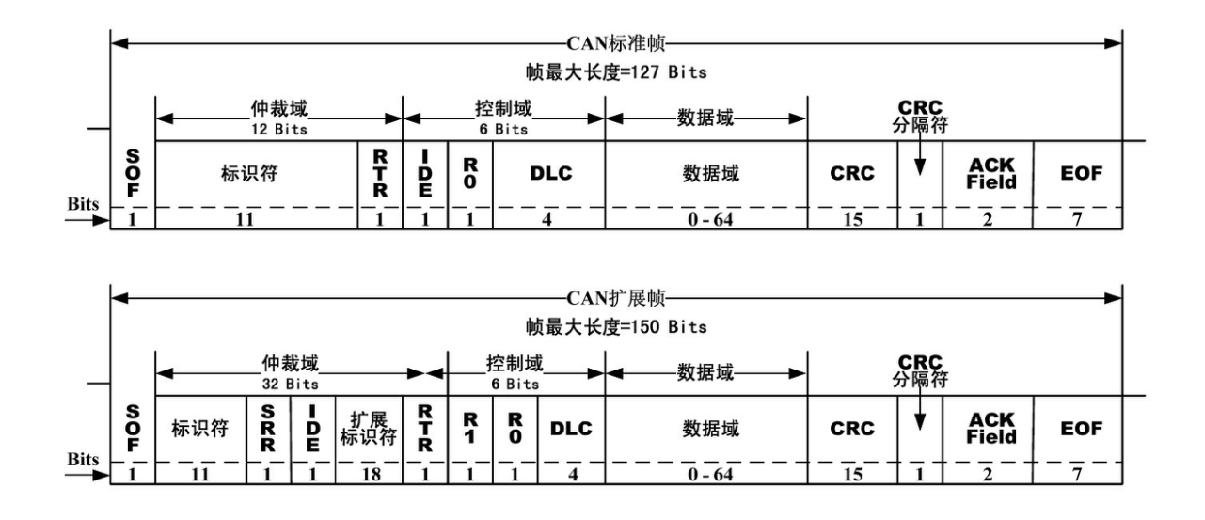 CAN标准帧
帧最大长度=127 Bits
仲裁域
12 Bits
控制域
6 Bits
数据域
CRC
分隔符
SOF
标识符
RTR
IDE
R0
DLC
数据域
CRC
ACK
Field
EOF
Bits
1 11 1 1 1 4 0 - 64 15 1 2 7
CAN扩展帧
帧最大长度=150 Bits
仲裁域
32 Bits
控制域
6 Bits
数据域
CRC
分隔符
SOF
标识符
SRR
IDE
扩展
标识符
RTR
R1
R0
DLC
数据域
CRC
ACK
Field
EOF
Bits
1 11 1 1 18 1 1 1 4 0 - 64 15 1 2 7